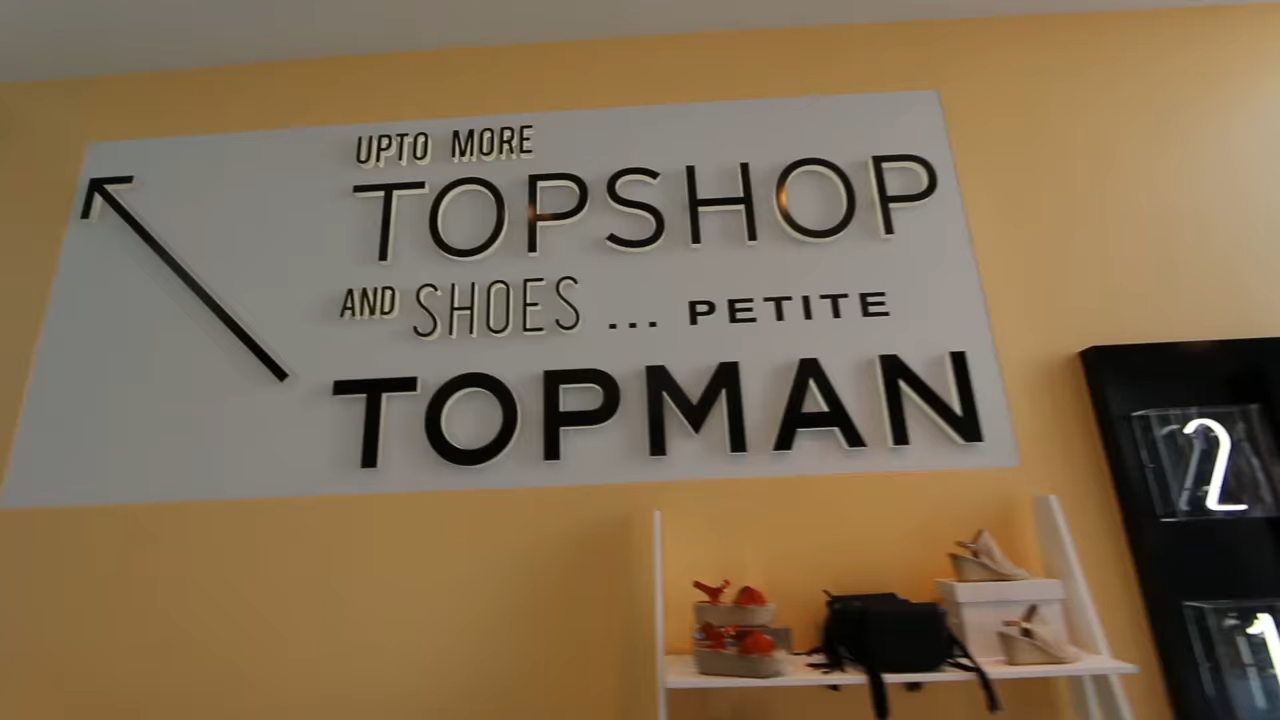 UPTO MORE
TOPSHOP
AND SHOES ... PETITE
TOPMAN
2
1